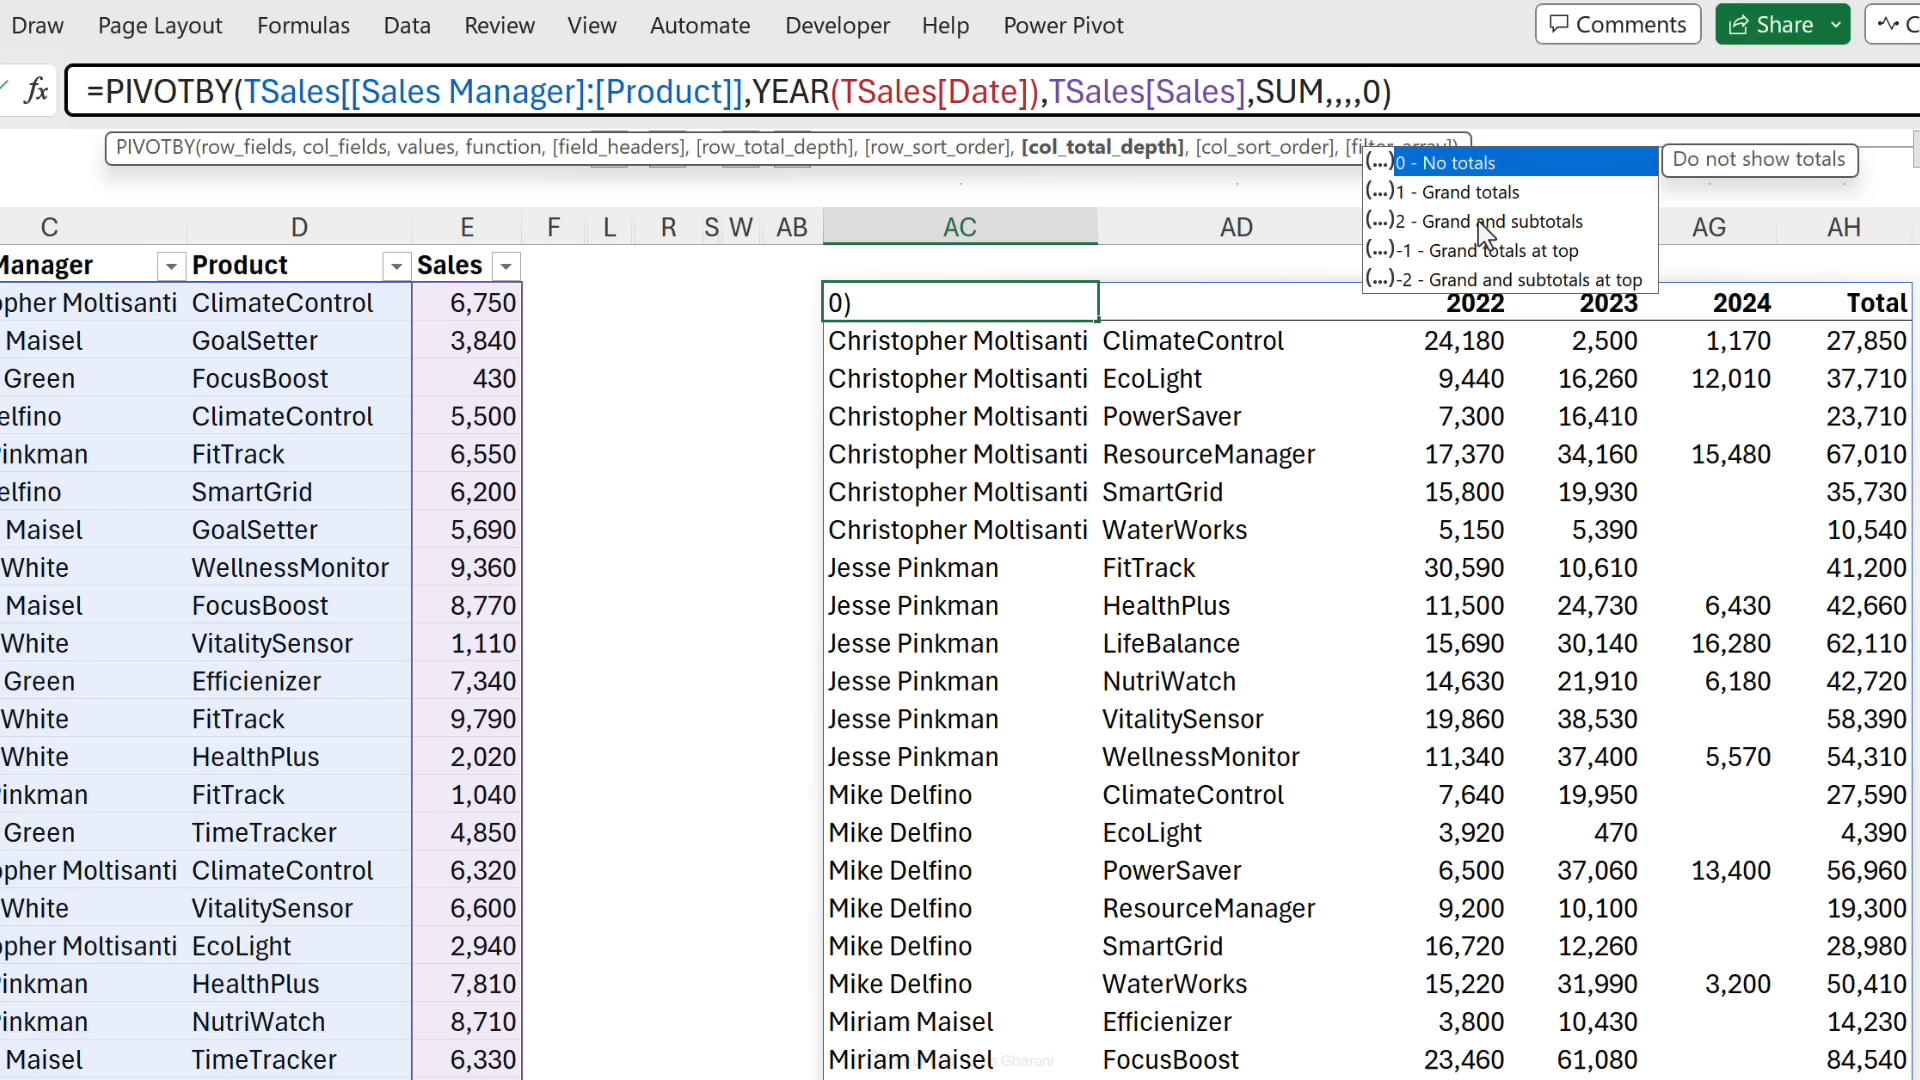 Draw Page Layout Formulas Data Review View Automate Developer Help Power Pivot Comments Share C
fx =PIVOTBY(TSales[[Sales Manager]:[Product]],YEAR(TSales[Date]),TSales[Sales],SUM,,,,0)
PIVOTBY(row_fields, col_fields, values, function, [field_headers], [row_total_depth], [row_sort_order], [col_total_depth], [col_sort_order], [filter_array])
(...)0 - No totals Do not show totals
(...)1 - Grand totals
(...)2 - Grand and subtotals
(...)-1 - Grand totals at top
(...)-2 - Grand and subtotals at top
C D E F L R S W AB AC AD AG AH
Manager Product Sales
opher Moltisanti ClimateControl 6,750 0) 2022 2023 2024 Total
Maisel GoalSetter 3,840 Christopher Moltisanti ClimateControl 24,180 2,500 1,170 27,850
Green FocusBoost 430 Christopher Moltisanti EcoLight 9,440 16,260 12,010 37,710
elfino ClimateControl 5,500 Christopher Moltisanti PowerSaver 7,300 16,410 23,710
inkman FitTrack 6,550 Christopher Moltisanti ResourceManager 17,370 34,160 15,480 67,010
elfino SmartGrid 6,200 Christopher Moltisanti SmartGrid 15,800 19,930 35,730
Maisel GoalSetter 5,690 Christopher Moltisanti WaterWorks 5,150 5,390 10,540
White WellnessMonitor 9,360 Jesse Pinkman FitTrack 30,590 10,610 41,200
Maisel FocusBoost 8,770 Jesse Pinkman HealthPlus 11,500 24,730 6,430 42,660
White VitalitySensor 1,110 Jesse Pinkman LifeBalance 15,690 30,140 16,280 62,110
Green Efficienizer 7,340 Jesse Pinkman NutriWatch 14,630 21,910 6,180 42,720
White FitTrack 9,790 Jesse Pinkman VitalitySensor 19,860 38,530 58,390
White HealthPlus 2,020 Jesse Pinkman WellnessMonitor 11,340 37,400 5,570 54,310
inkman FitTrack 1,040 Mike Delfino ClimateControl 7,640 19,950 27,590
Green TimeTracker 4,850 Mike Delfino EcoLight 3,920 470 4,390
opher Moltisanti ClimateControl 6,320 Mike Delfino PowerSaver 6,500 37,060 13,400 56,960
White VitalitySensor 6,600 Mike Delfino ResourceManager 9,200 10,100 19,300
opher Moltisanti EcoLight 2,940 Mike Delfino SmartGrid 16,720 12,260 28,980
inkman HealthPlus 7,810 Mike Delfino WaterWorks 15,220 31,990 3,200 50,410
inkman NutriWatch 8,710 Miriam Maisel Efficienizer 3,800 10,430 14,230
Maisel TimeTracker 6,330 Miriam Maisel Gharani FocusBoost 23,460 61,080 84,540